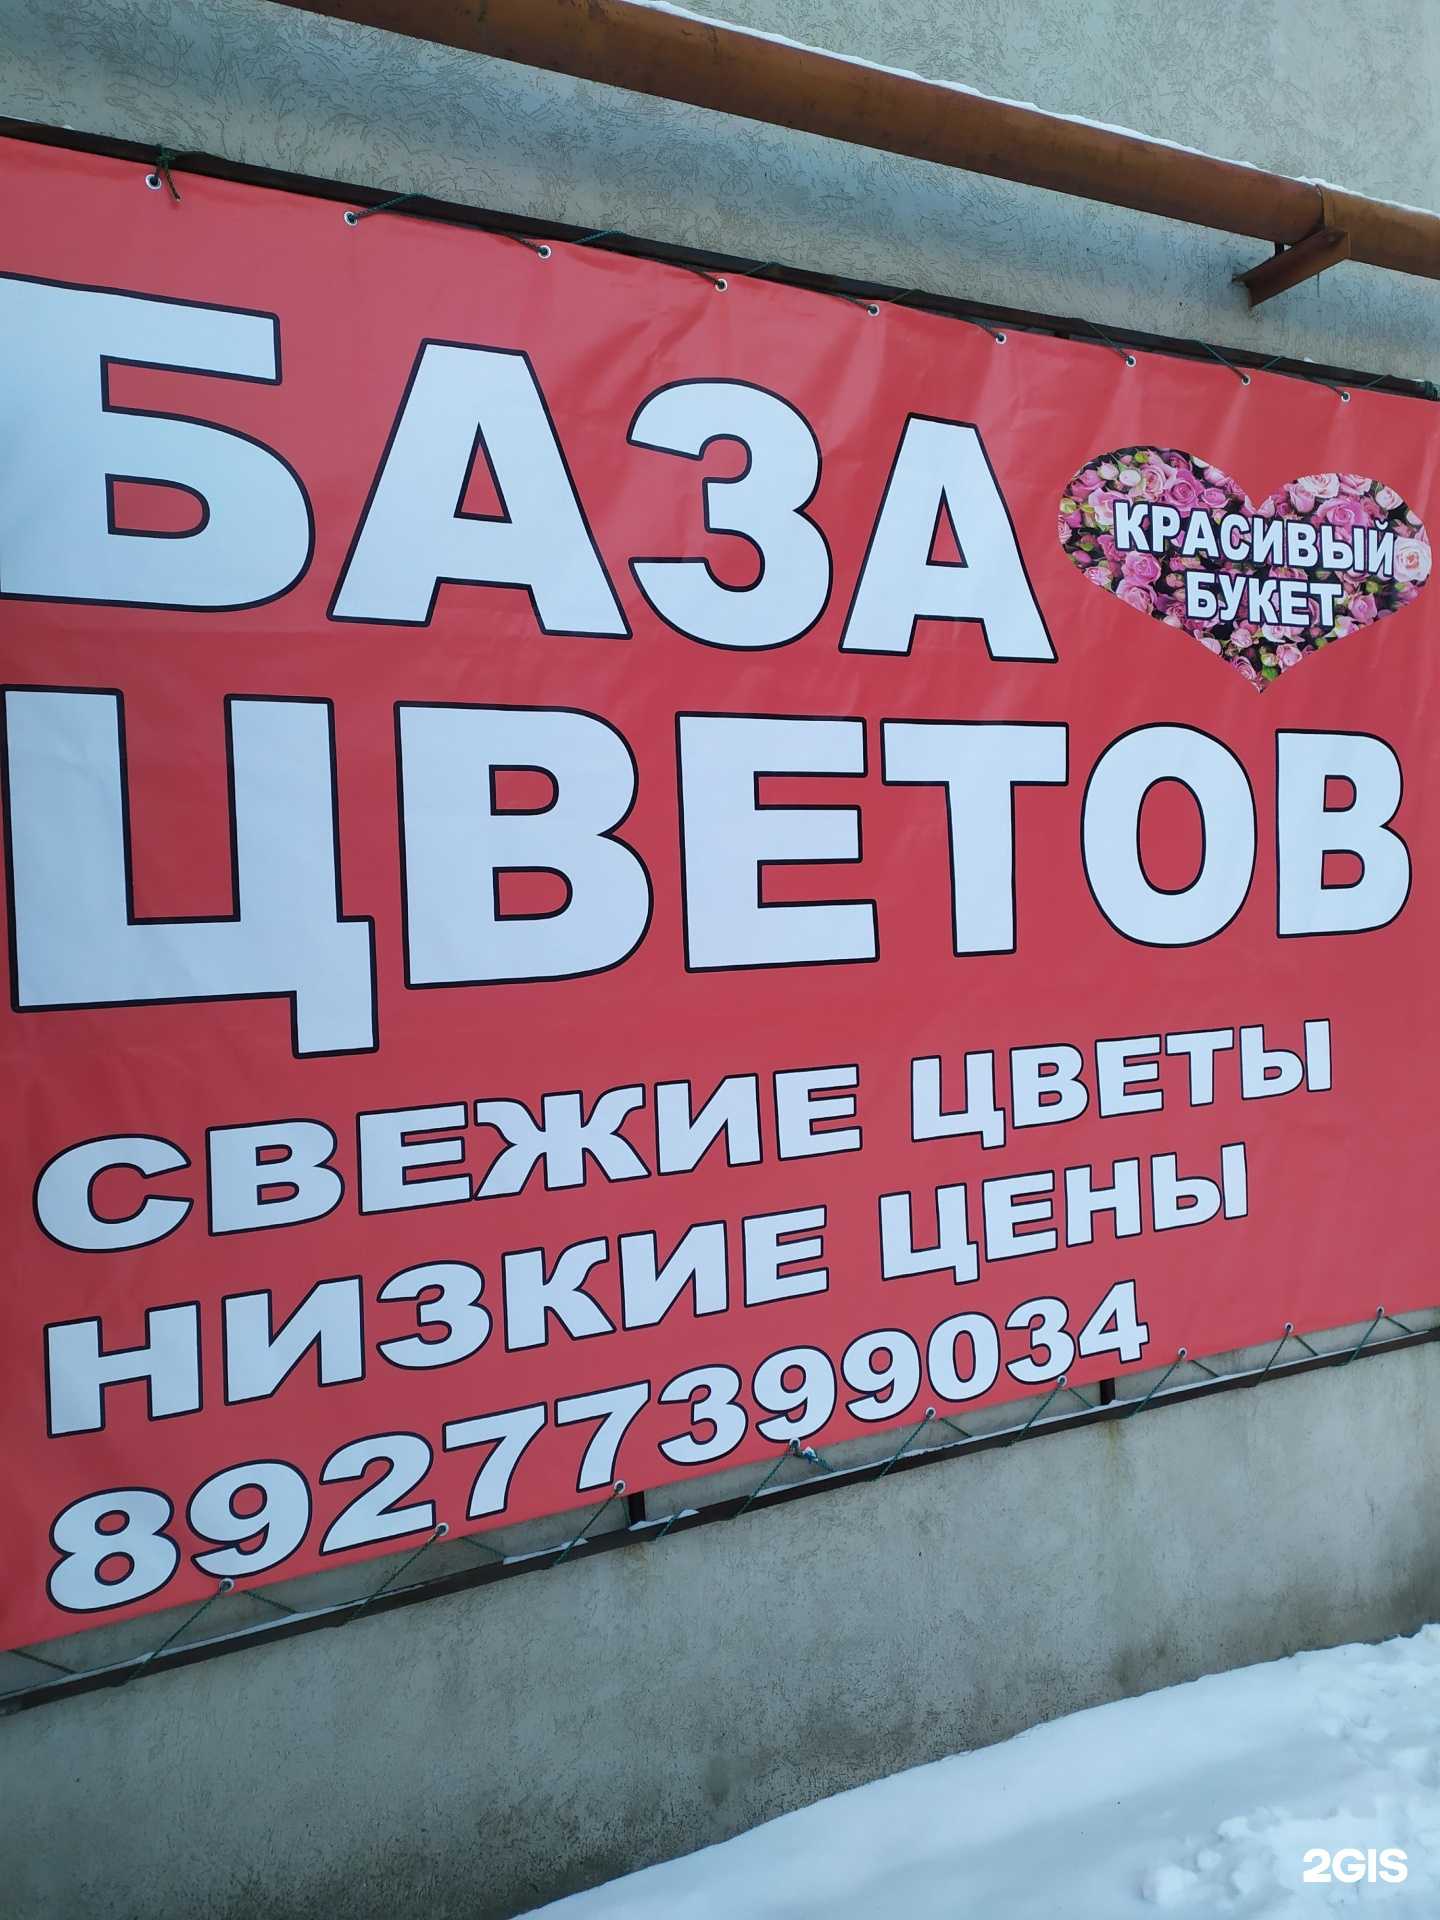 БАЗА
КРАСИВЫЙ
БУКЕТ
ЦВЕТОВ
СВЕЖИЕ ЦВЕТЫ
НИЗКИЕ ЦЕНЫ
89277399034
2GIS